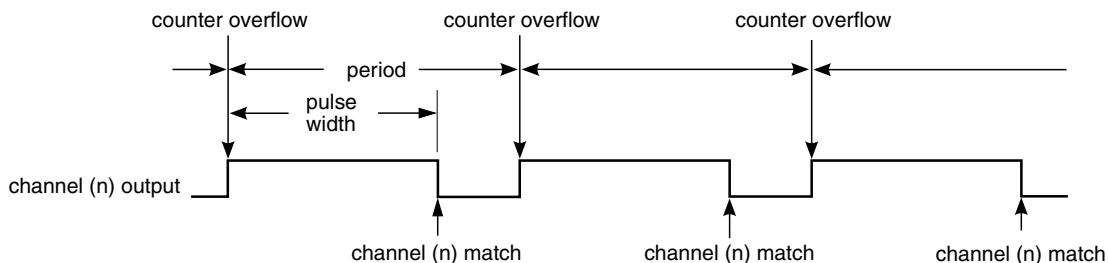 counter overflow
counter overflow
counter overflow
period
pulse
width
channel (n) output
channel (n) match
channel (n) match
channel (n) match